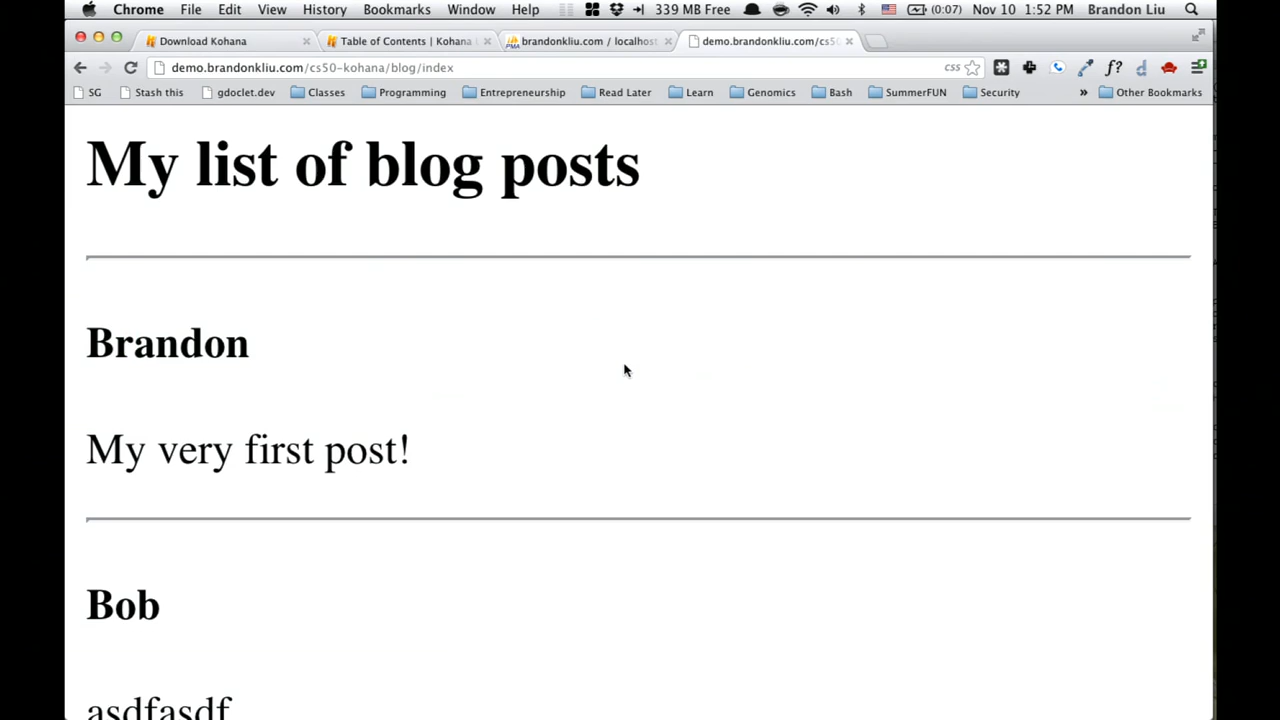 Chrome File Edit View History Bookmarks Window Help 339 MB Free (0:07) Nov 10 1:52 PM Brandon Liu
Download Kohana Table of Contents | Kohana brandonkliu.com / localhost demo.brandonkliu.com/cs50
demo.brandonkliu.com/cs50-kohana/blog/index css f?
SG Stash this gdoclet.dev Classes Programming Entrepreneurship Read Later Learn Genomics Bash SummerFUN Security » Other Bookmarks
My list of blog posts
Brandon
My very first post!
Bob
asdfasdf